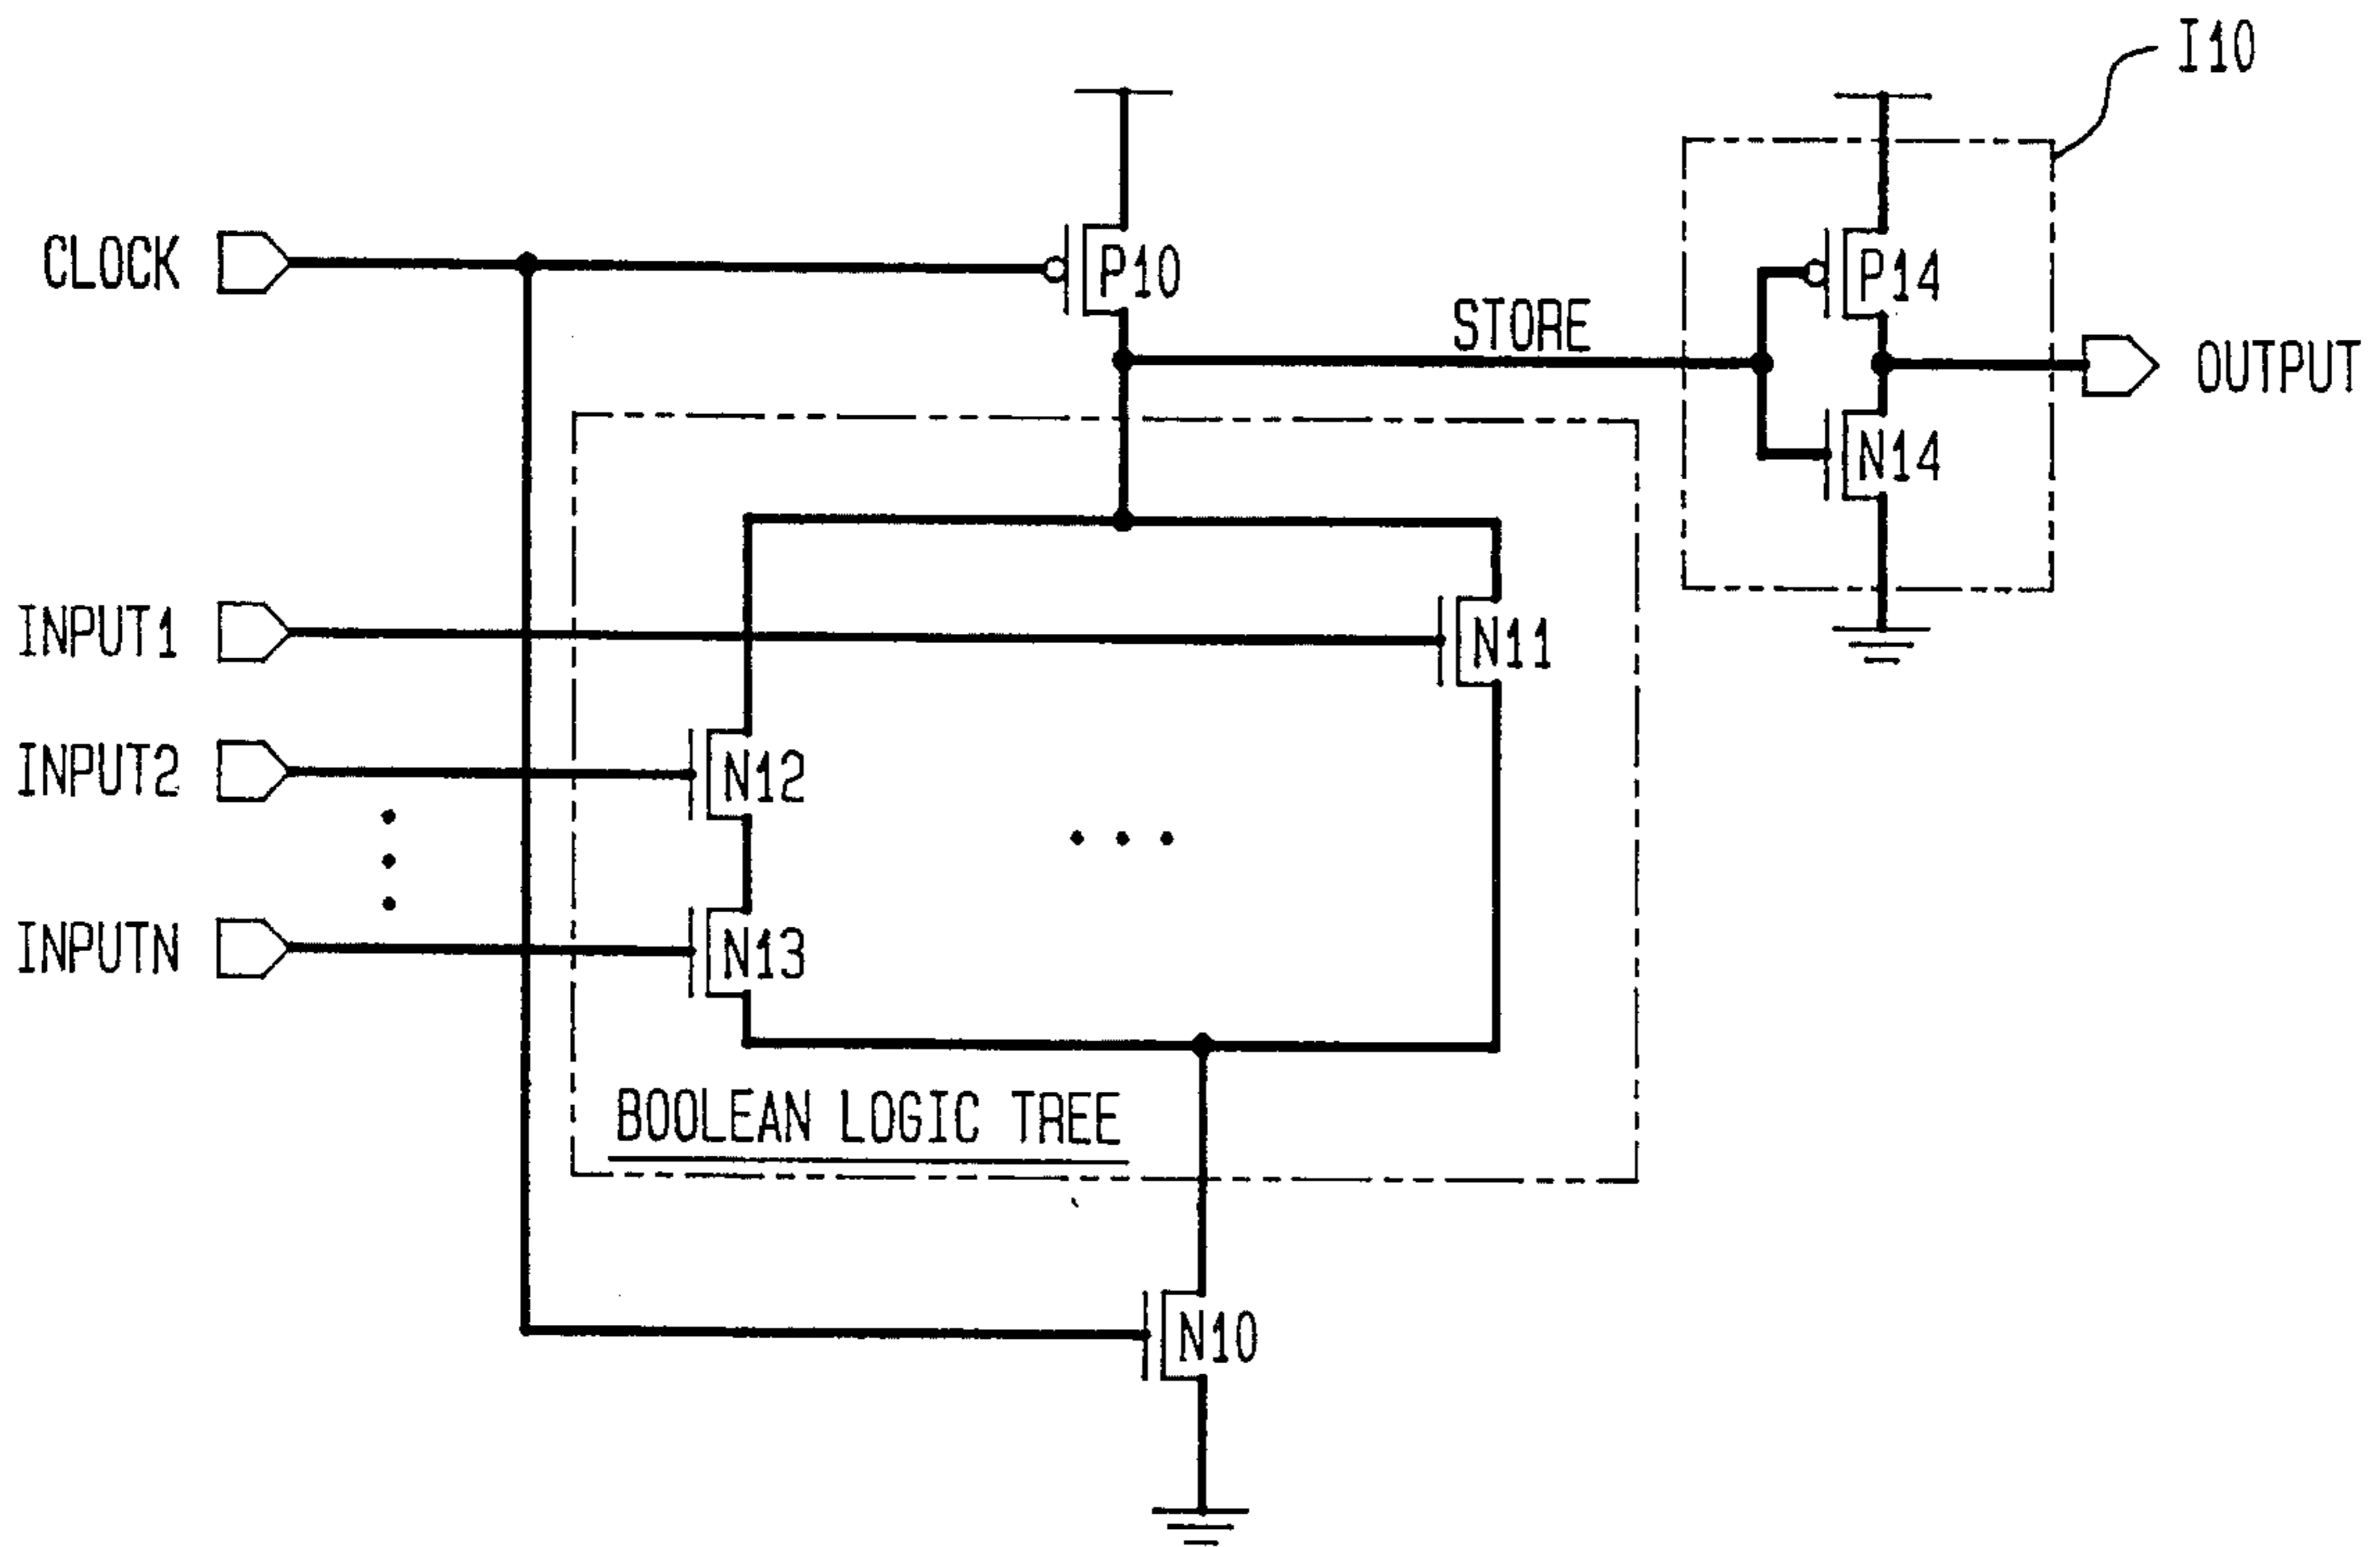 I10
CLOCK
P10
P14
STORE
OUTPUT
N14
INPUT1
N11
INPUT2
N12
INPUTN
N13
BOOLEAN LOGIC TREE
N10